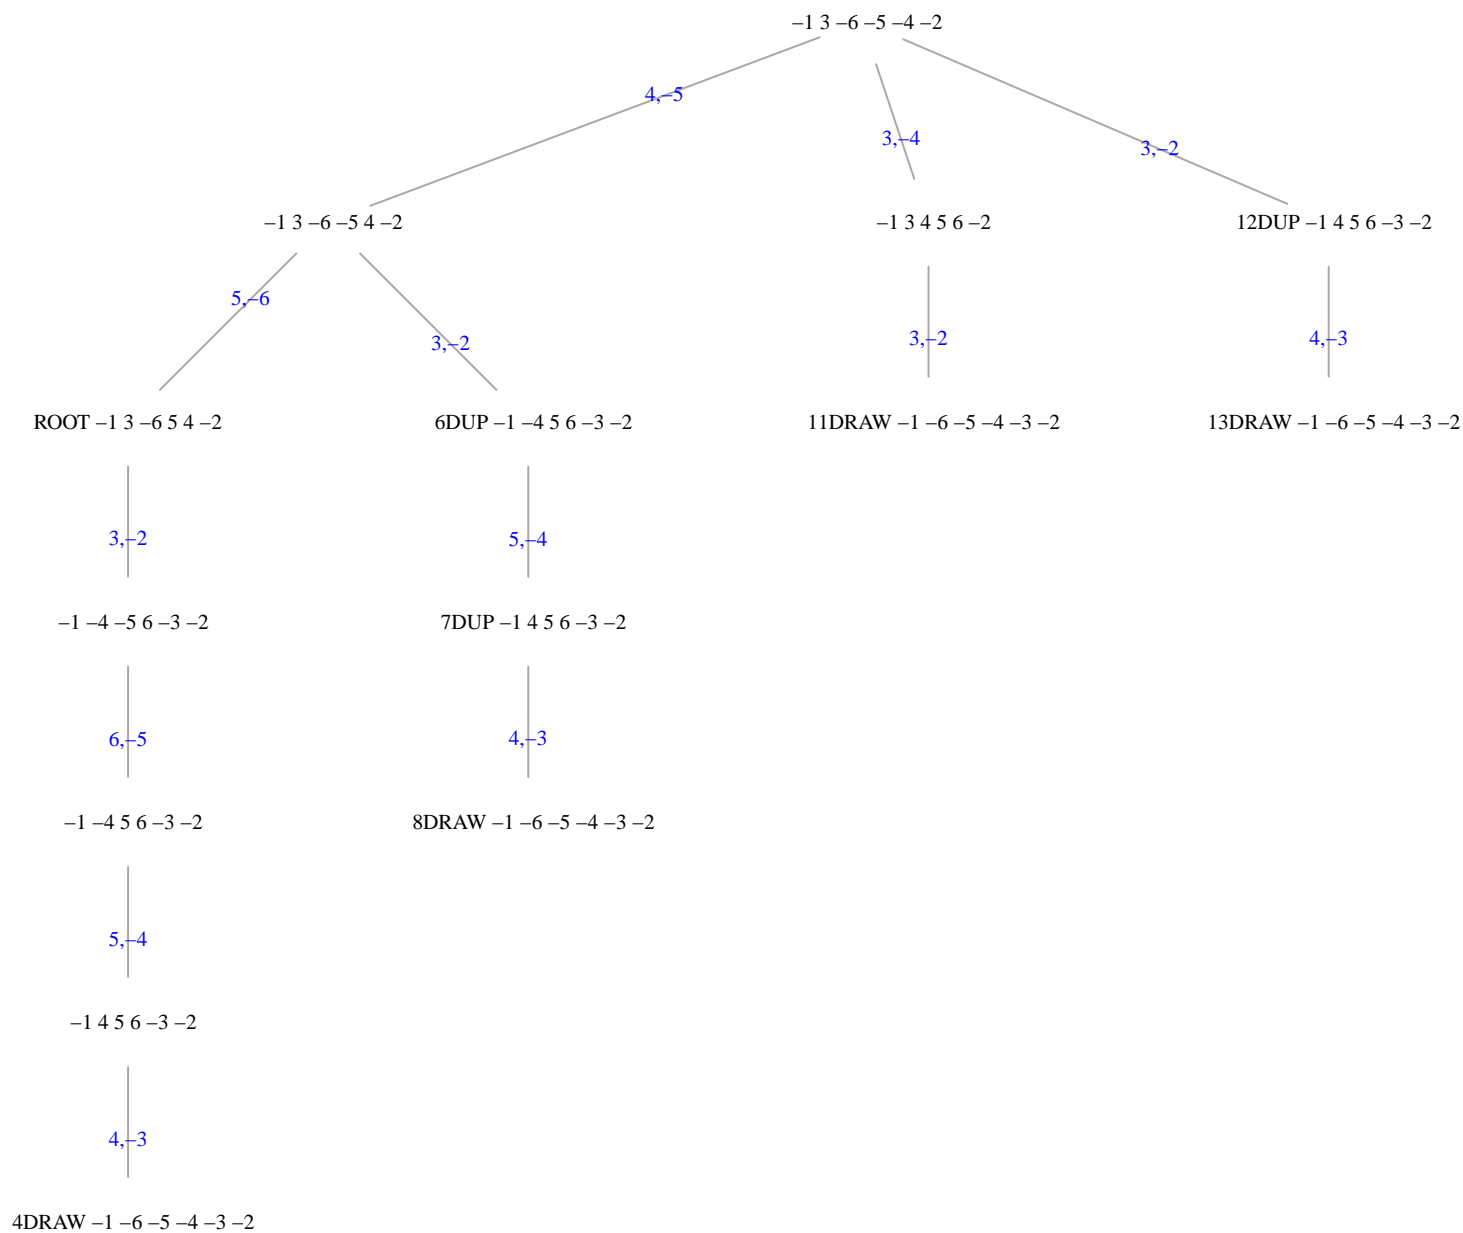 –1 3 –6 –5 –4 –2
4,–5
3,–4
3,–2
–1 3 –6 –5 4 –2
–1 3 4 5 6 –2
12DUP –1 4 5 6 –3 –2
5,–6
3,–2
3,–2
4,–3
ROOT –1 3 –6 5 4 –2
6DUP –1 –4 5 6 –3 –2
11DRAW –1 –6 –5 –4 –3 –2
13DRAW –1 –6 –5 –4 –3 –2
3,–2
5,–4
–1 –4 –5 6 –3 –2
7DUP –1 4 5 6 –3 –2
6,–5
4,–3
–1 –4 5 6 –3 –2
8DRAW –1 –6 –5 –4 –3 –2
5,–4
–1 4 5 6 –3 –2
4,–3
4DRAW –1 –6 –5 –4 –3 –2